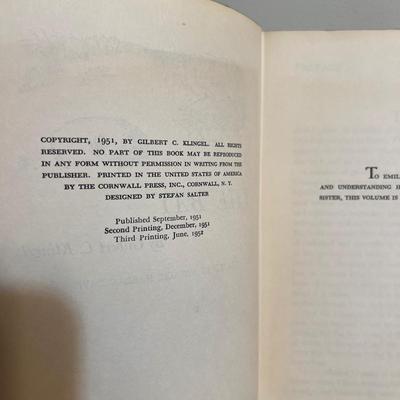 COPYRIGHT, 1951, BY GILBERT C. KLINGEL. ALL RIGHTS
RESERVED. NO PART OF THIS BOOK MAY BE REPRODUCED
IN ANY FORM WITHOUT PERMISSION IN WRITING FROM THE
PUBLISHER. PRINTED IN THE UNITED STATES OF AMERICA
BY THE CORNWALL PRESS, INC., CORNWALL, N. Y.
DESIGNED BY STEFAN SALTER
Published September, 1951
Second Printing, December, 1951
Third Printing, June, 1952
TO EMIL
AND UNDERSTANDING H
SISTER, THIS VOLUME IS